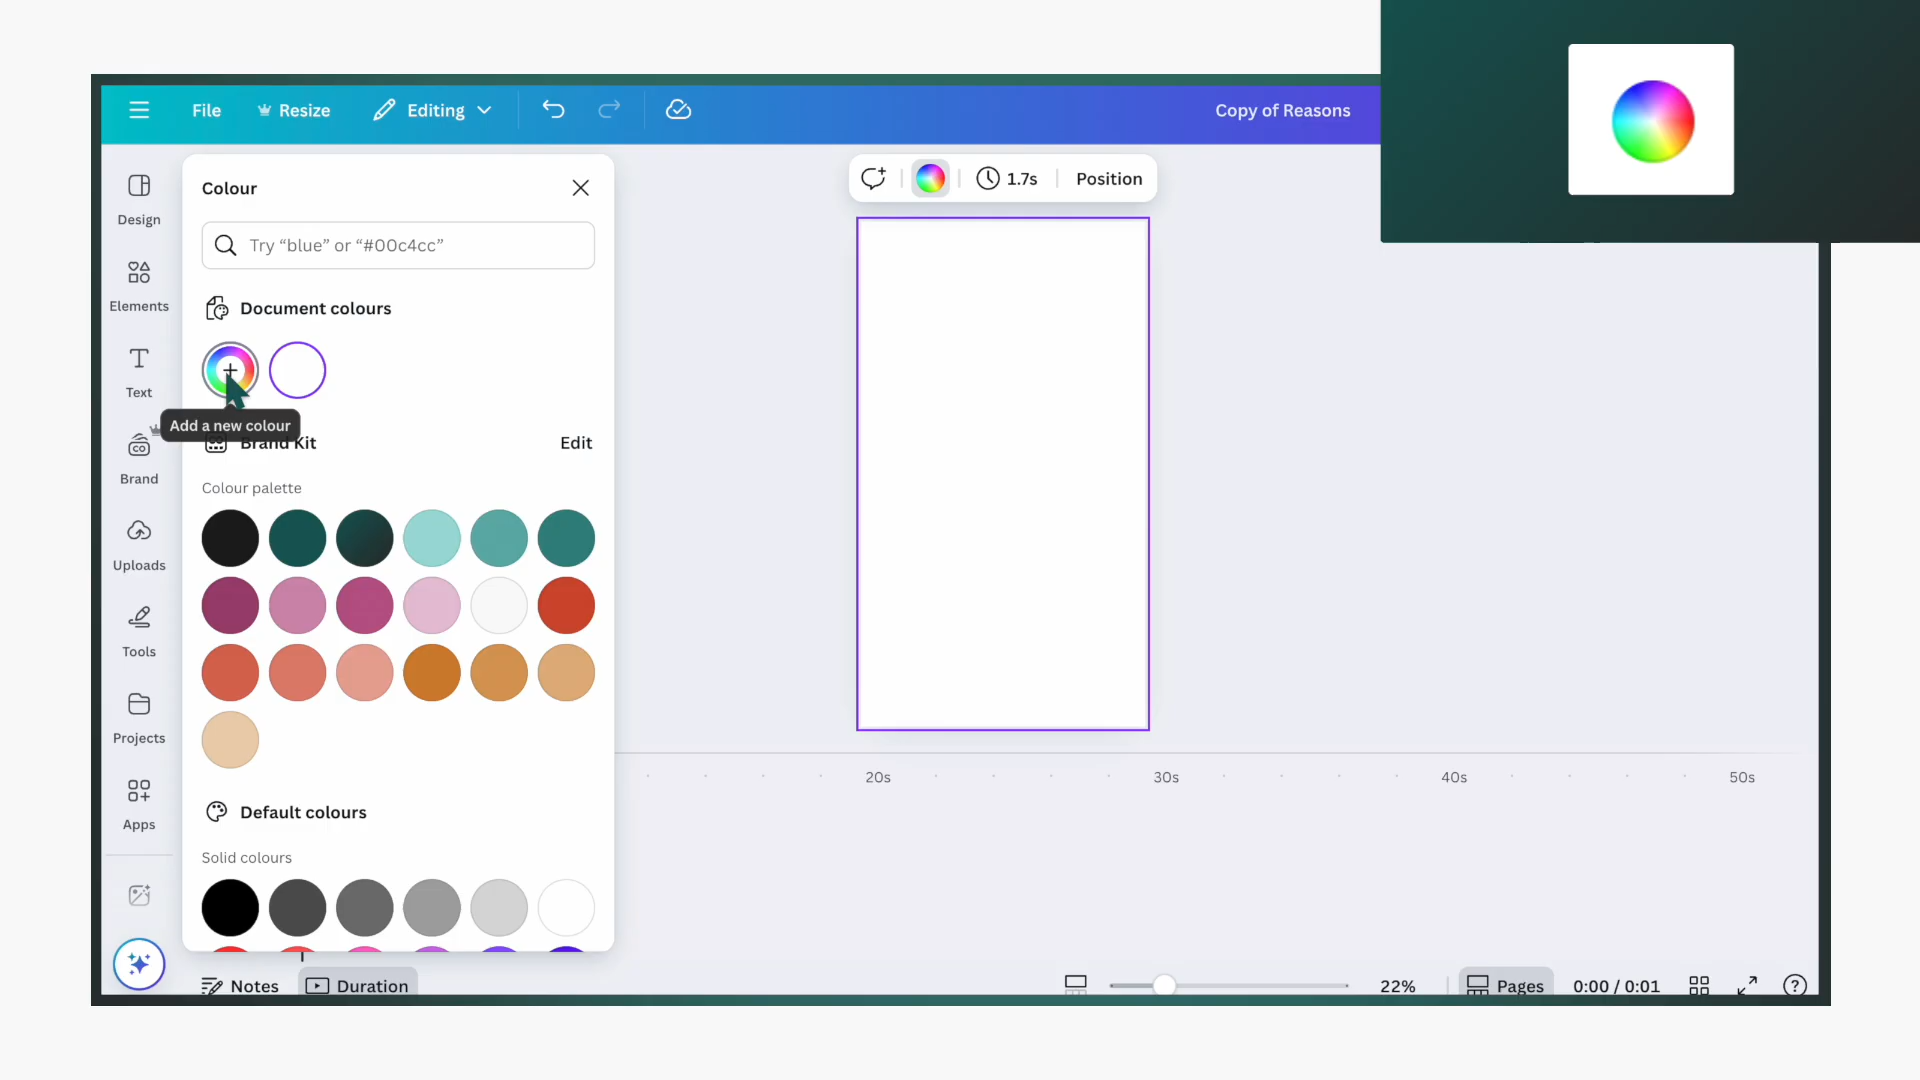 File
Resize
Editing
Copy of Reasons
Design
Elements
Text
Brand
Uploads
Tools
Projects
Apps
Colour
Try “blue” or “#00c4cc”
Document colours
Add a new colour
Brand Kit
Edit
Colour palette
Default colours
Solid colours
1.7s
Position
20s
30s
40s
50s
Notes
Duration
22%
Pages
0:00 / 0:01